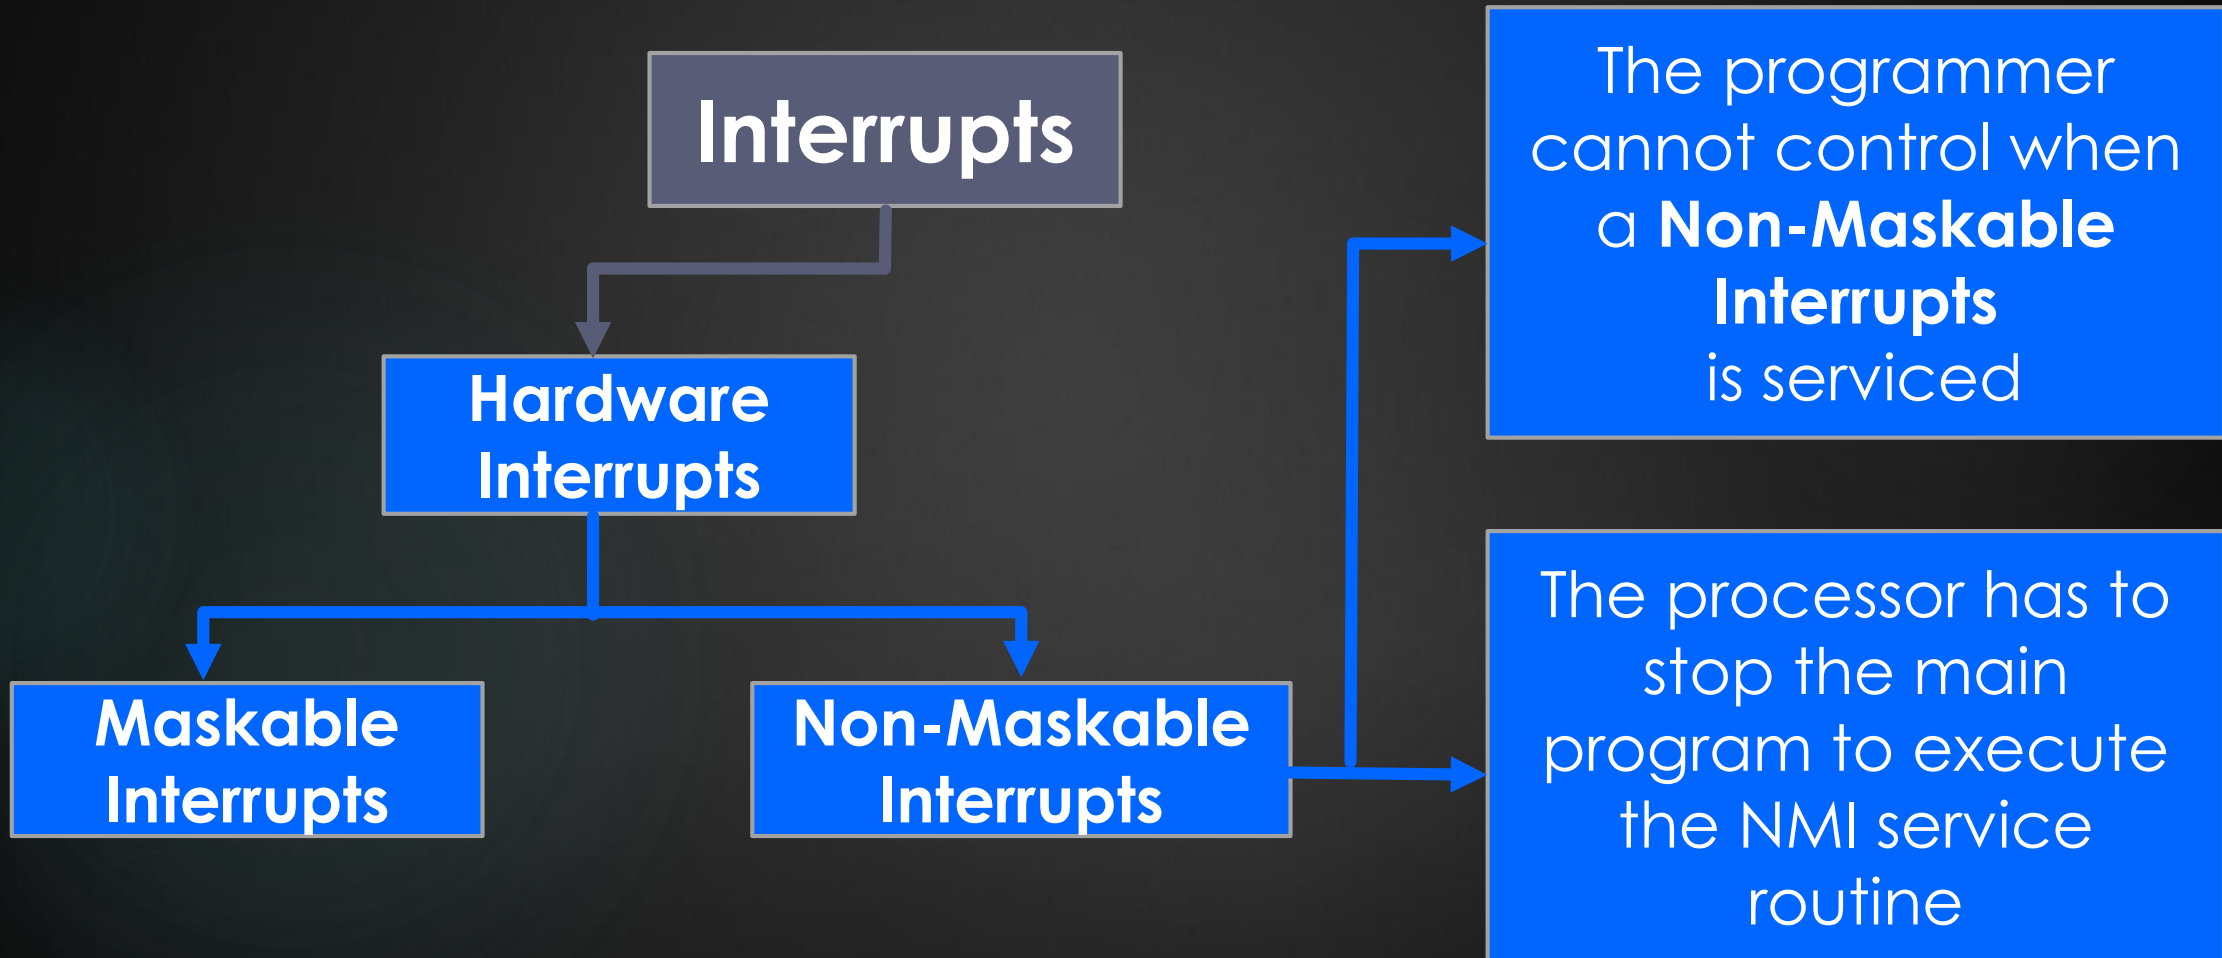 Interrupts
Hardware
Interrupts
Maskable
Interrupts
Non-Maskable
Interrupts
The programmer
cannot control when
a Non-Maskable
Interrupts
is serviced
The processor has to
stop the main
program to execute
the NMI service
routine